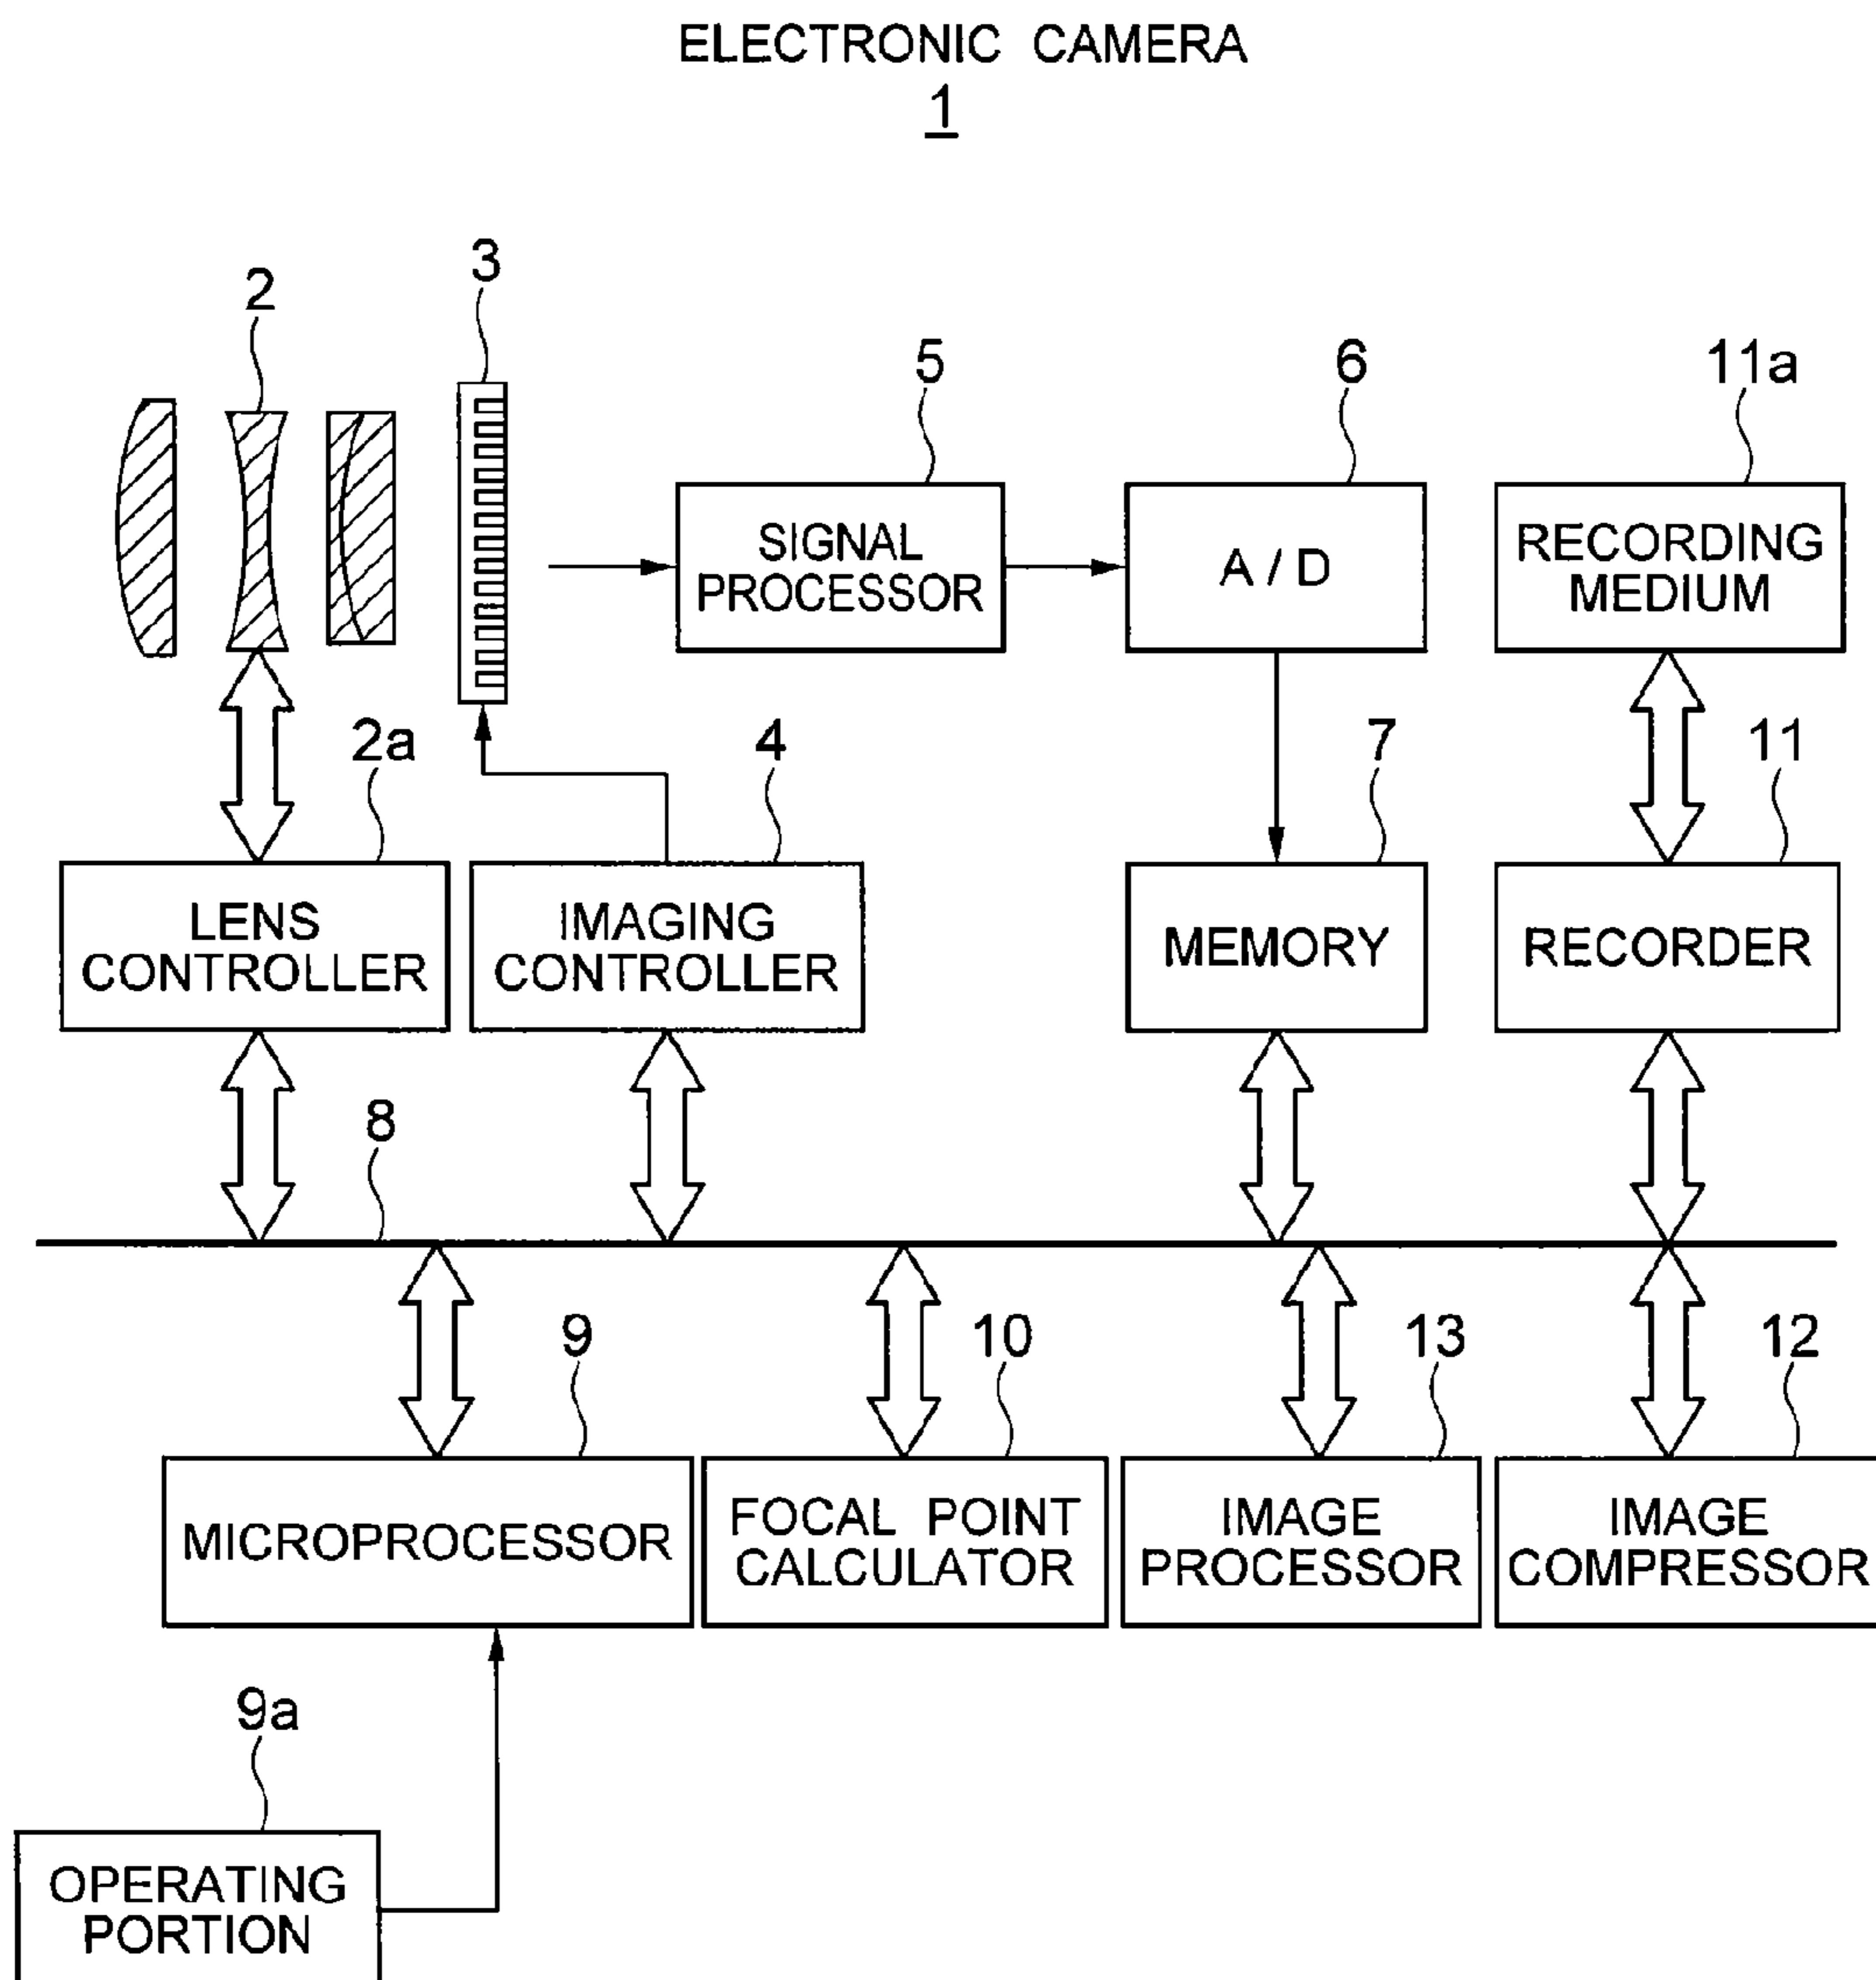 ELECTRONIC CAMERA
1
2
3
5
6
11a
SIGNAL
PROCESSOR
A / D
RECORDING
MEDIUM
2a
4
7
11
LENS
CONTROLLER
IMAGING
CONTROLLER
MEMORY
RECORDER
8
9
10
13
12
MICROPROCESSOR
FOCAL POINT
CALCULATOR
IMAGE
PROCESSOR
IMAGE
COMPRESSOR
9a
OPERATING
PORTION